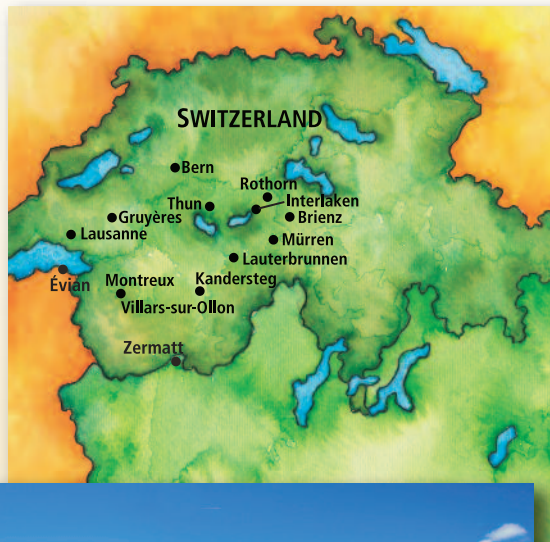 SWITZERLAND
Bern
Rothorn
Thun
Interlaken
Gruyères
Brienz
Lausanne
Mürren
Lauterbrunnen
Évian
Montreux
Kandersteg
Villars-sur-Ollon
Zermatt